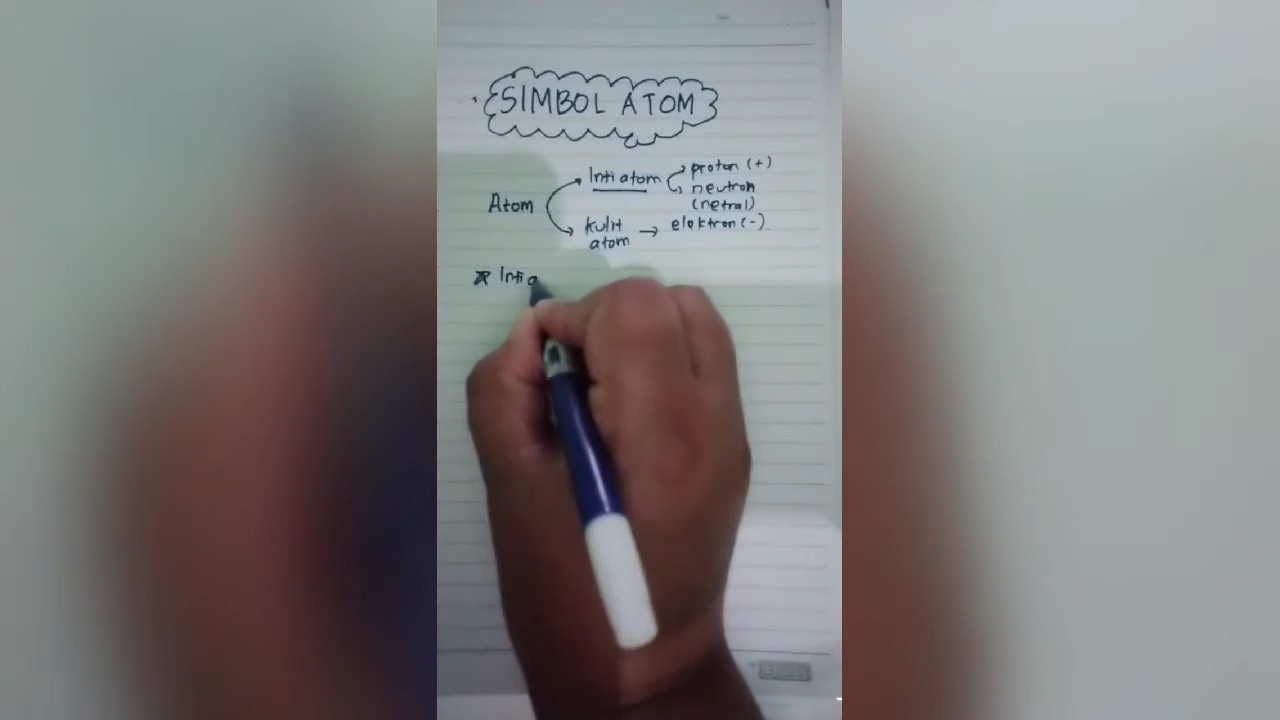 SIMBOL ATOM
Atom
Inti atom
proton (+)
neutron
(netral)
kulit
atom
→ elektron (-)
Inti a